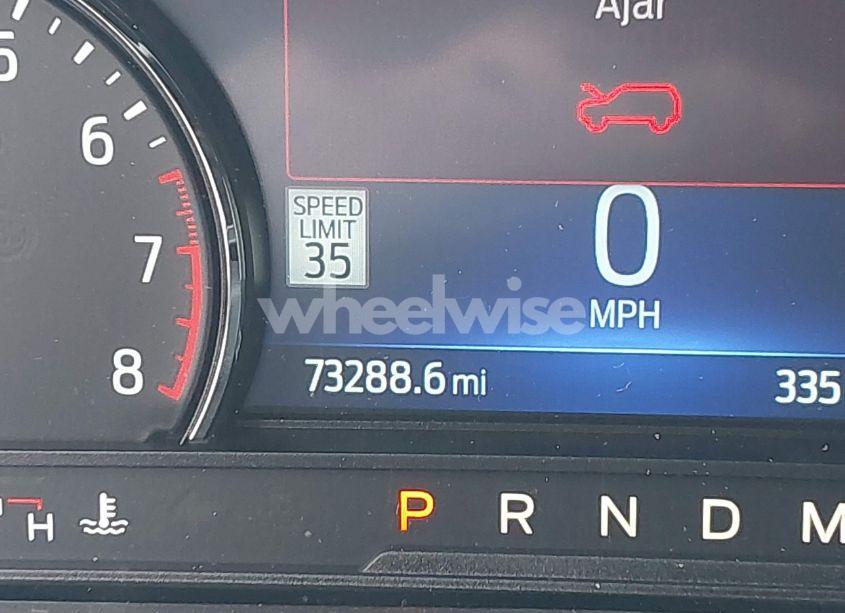 Ajar
5
6
7
8
SPEED
LIMIT
35
0
MPH
wheelwise
73288.6 mi
335
H
P R N D M